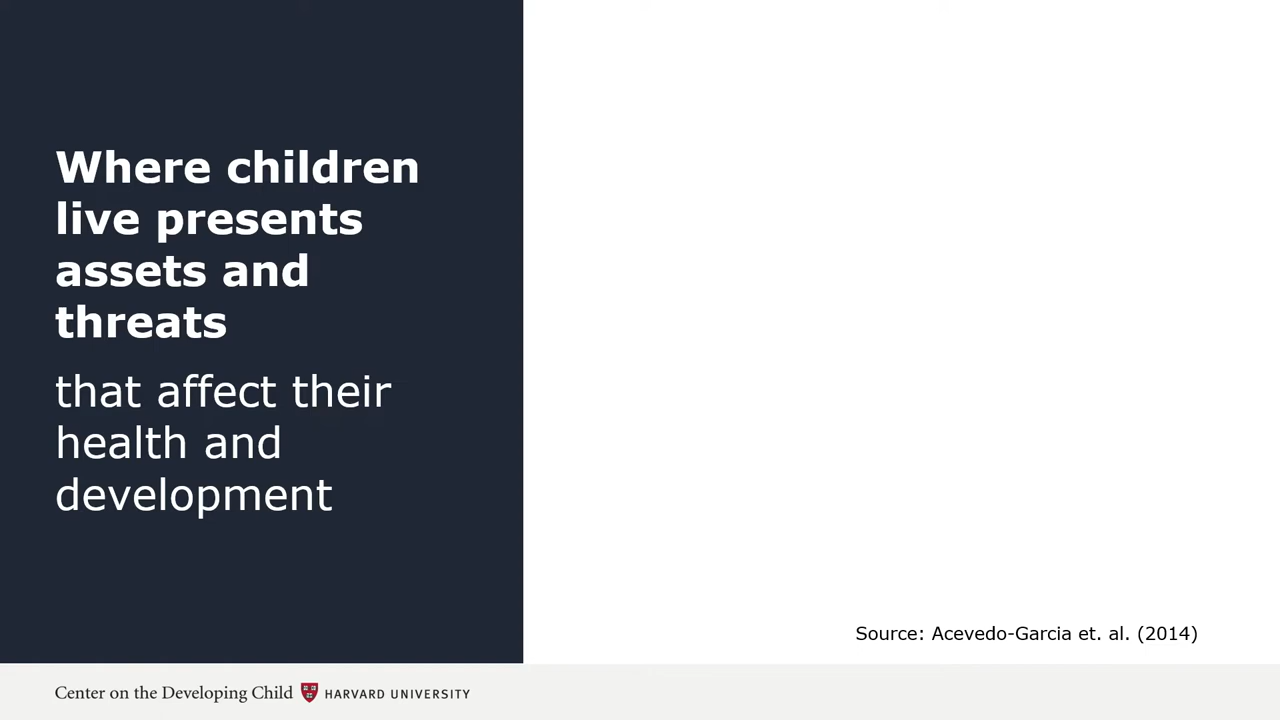 Where children
live presents
assets and
threats
that affect their
health and
development
Source: Acevedo-Garcia et. al. (2014)
Center on the Developing Child HARVARD UNIVERSITY